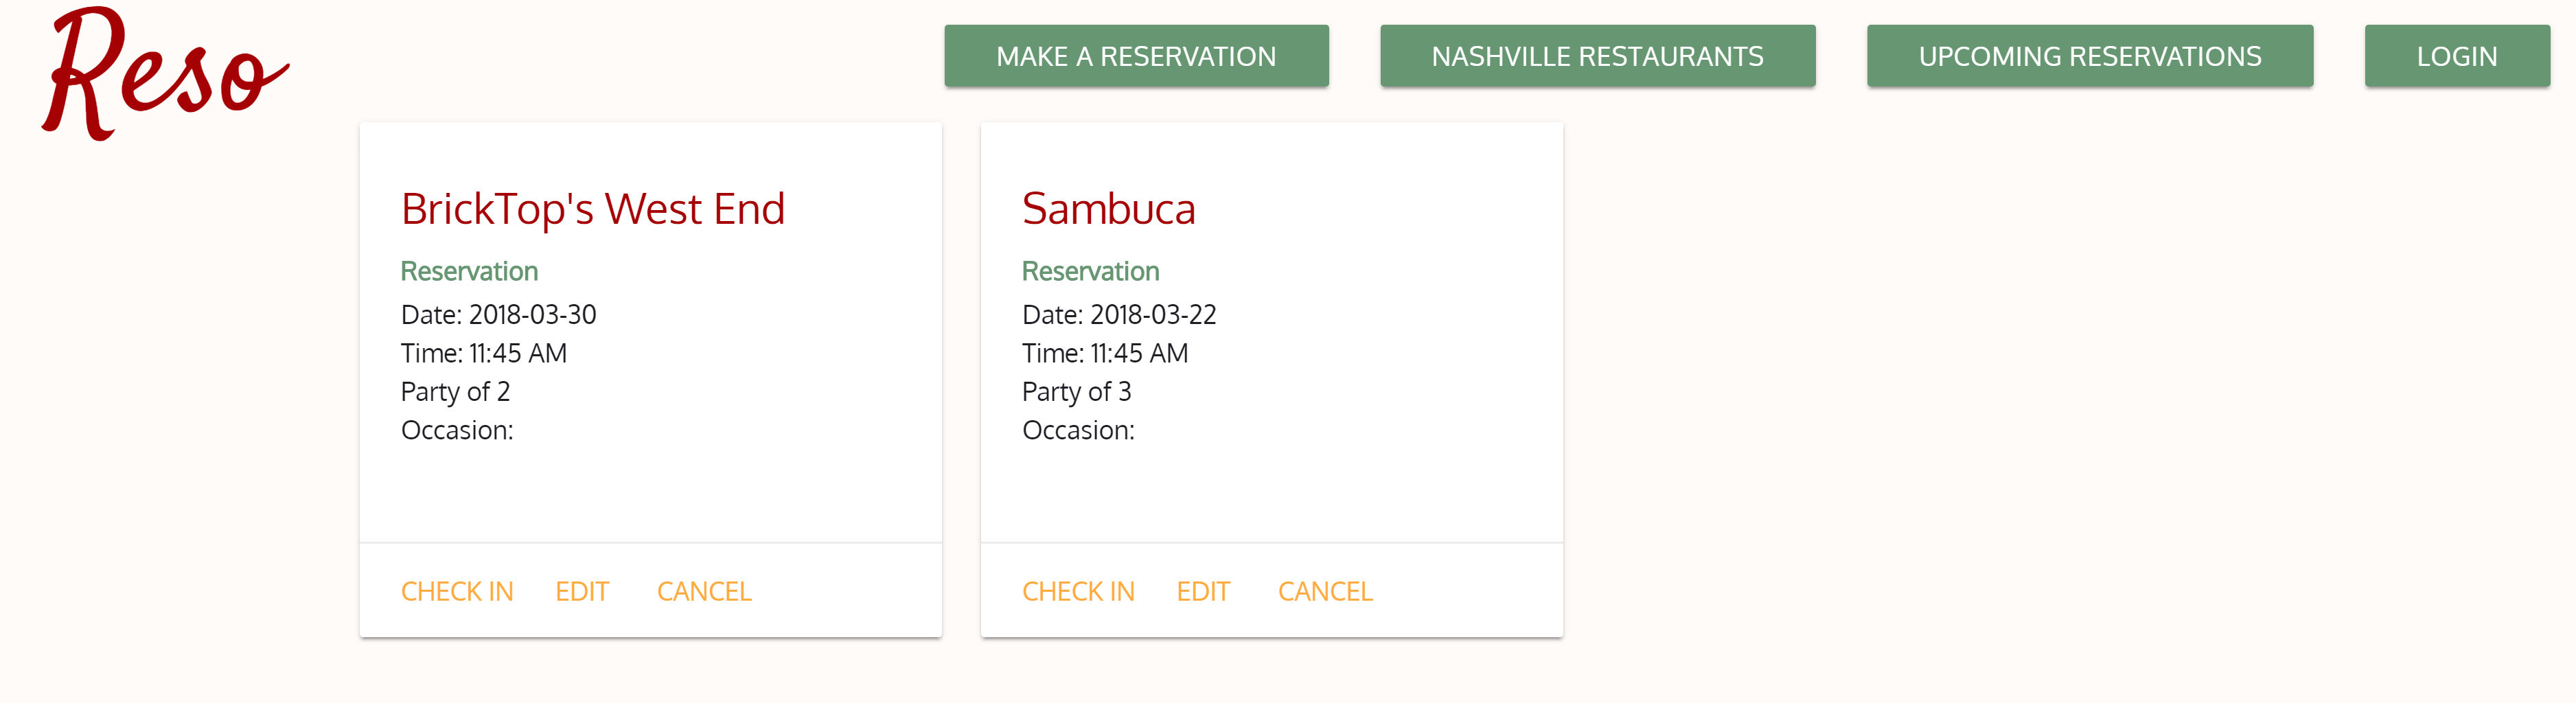 Reso
MAKE A RESERVATION
NASHVILLE RESTAURANTS
UPCOMING RESERVATIONS
LOGIN
BrickTop's West End
Reservation
Date: 2018-03-30
Time: 11:45 AM
Party of 2
Occasion:
CHECK IN EDIT CANCEL
Sambuca
Reservation
Date: 2018-03-22
Time: 11:45 AM
Party of 3
Occasion:
CHECK IN EDIT CANCEL